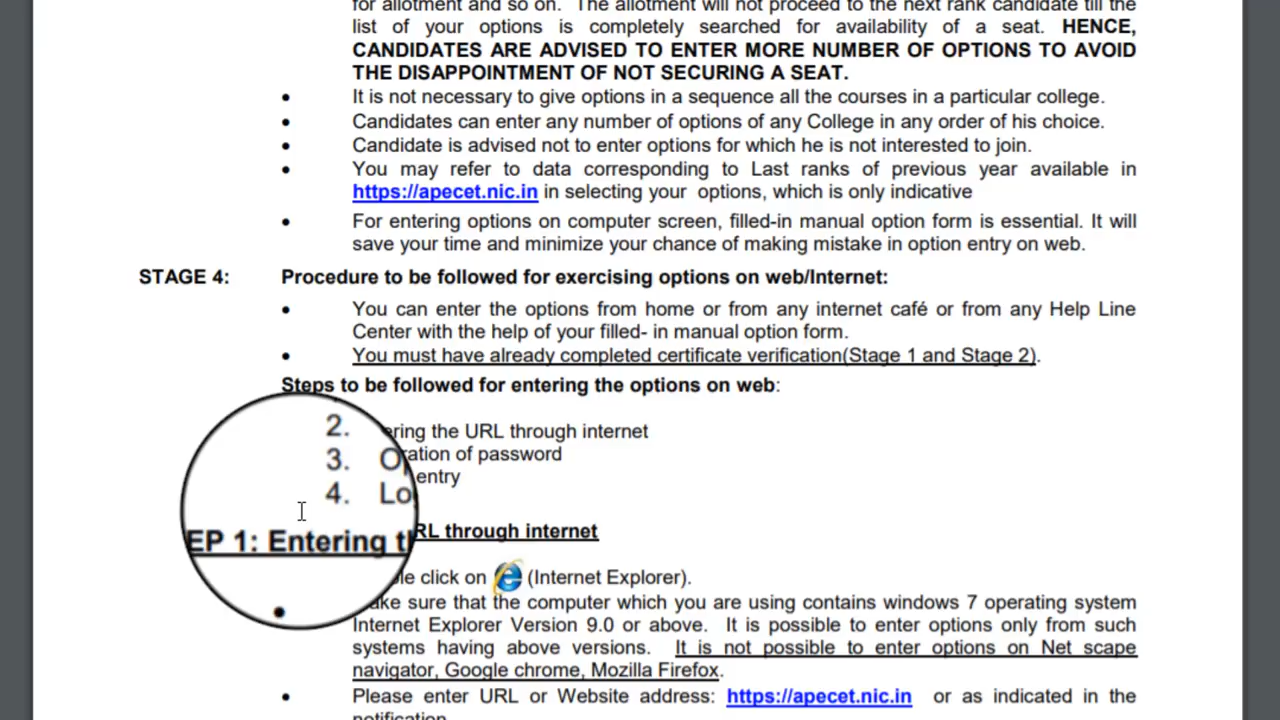 for allotment and so on. The allotment will not proceed to the next rank candidate till the
list of your options is completely searched for availability of a seat. HENCE,
CANDIDATES ARE ADVISED TO ENTER MORE NUMBER OF OPTIONS TO AVOID
THE DISAPPOINTMENT OF NOT SECURING A SEAT.
• It is not necessary to give options in a sequence all the courses in a particular college.
• Candidates can enter any number of options of any College in any order of his choice.
• Candidate is advised not to enter options for which he is not interested to join.
• You may refer to data corresponding to Last ranks of previous year available in
https://apecet.nic.in in selecting your options, which is only indicative
• For entering options on computer screen, filled-in manual option form is essential. It will
save your time and minimize your chance of making mistake in option entry on web.
STAGE 4: Procedure to be followed for exercising options on web/Internet:
• You can enter the options from home or from any internet café or from any Help Line
Center with the help of your filled- in manual option form.
• You must have already completed certificate verification(Stage 1 and Stage 2).
Steps to be followed for entering the options on web:
2. ring the URL through internet
3. O ation of password
4. Lo entry
EP 1: Entering th RL through internet
le click on (Internet Explorer).
• ke sure that the computer which you are using contains windows 7 operating system
Internet Explorer Version 9.0 or above. It is possible to enter options only from such
systems having above versions. It is not possible to enter options on Net scape
navigator, Google chrome, Mozilla Firefox.
• Please enter URL or Website address: https://apecet.nic.in or as indicated in the
notification